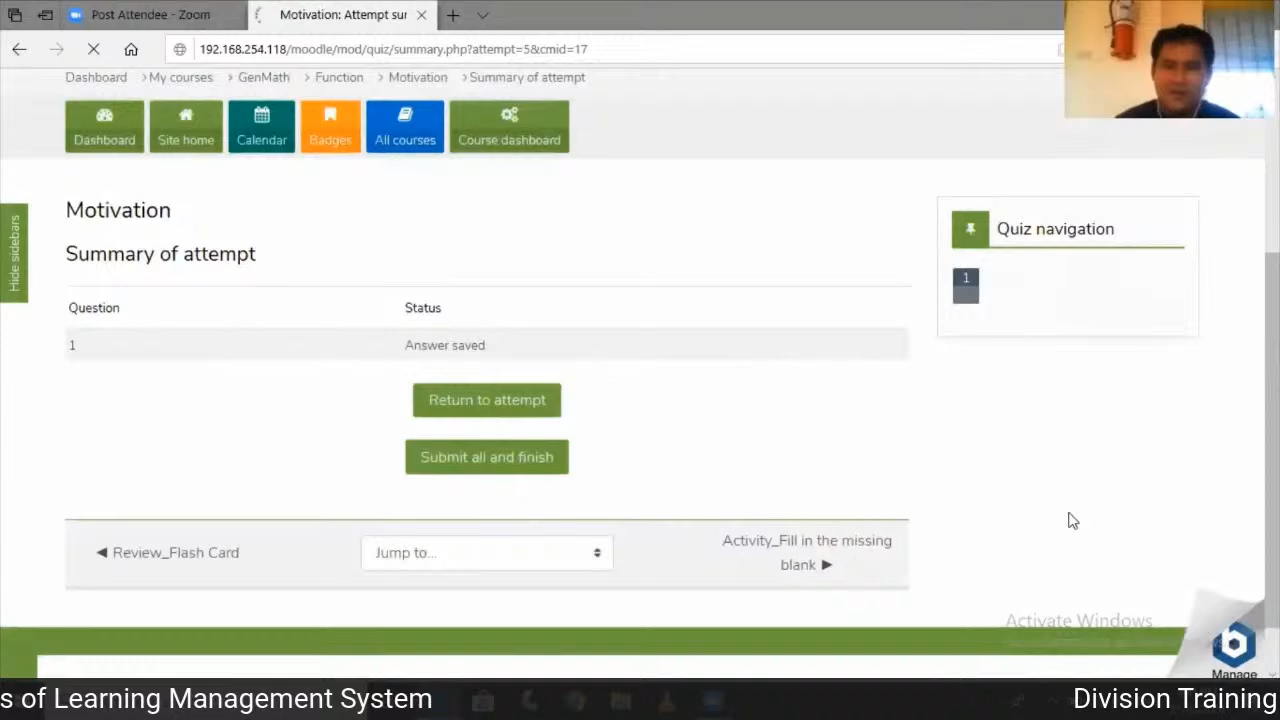 Post Attendee - Zoom
Motivation: Attempt sur
192.168.254.118/moodle/mod/quiz/summary.php?attempt=5&cmid=17
Dashboard > My courses > GenMath > Function > Motivation > Summary of attempt
Dashboard
Site home
Calendar
Badges
All courses
Course dashboard
Hide sidebars
Motivation
Quiz navigation
Summary of attempt
1
Question Status
1 Answer saved
Return to attempt
Submit all and finish
◄ Review_Flash Card
Jump to...
Activity_Fill in the missing
blank ►
Activate Windows
Manage
s of Learning Management System
Division Training